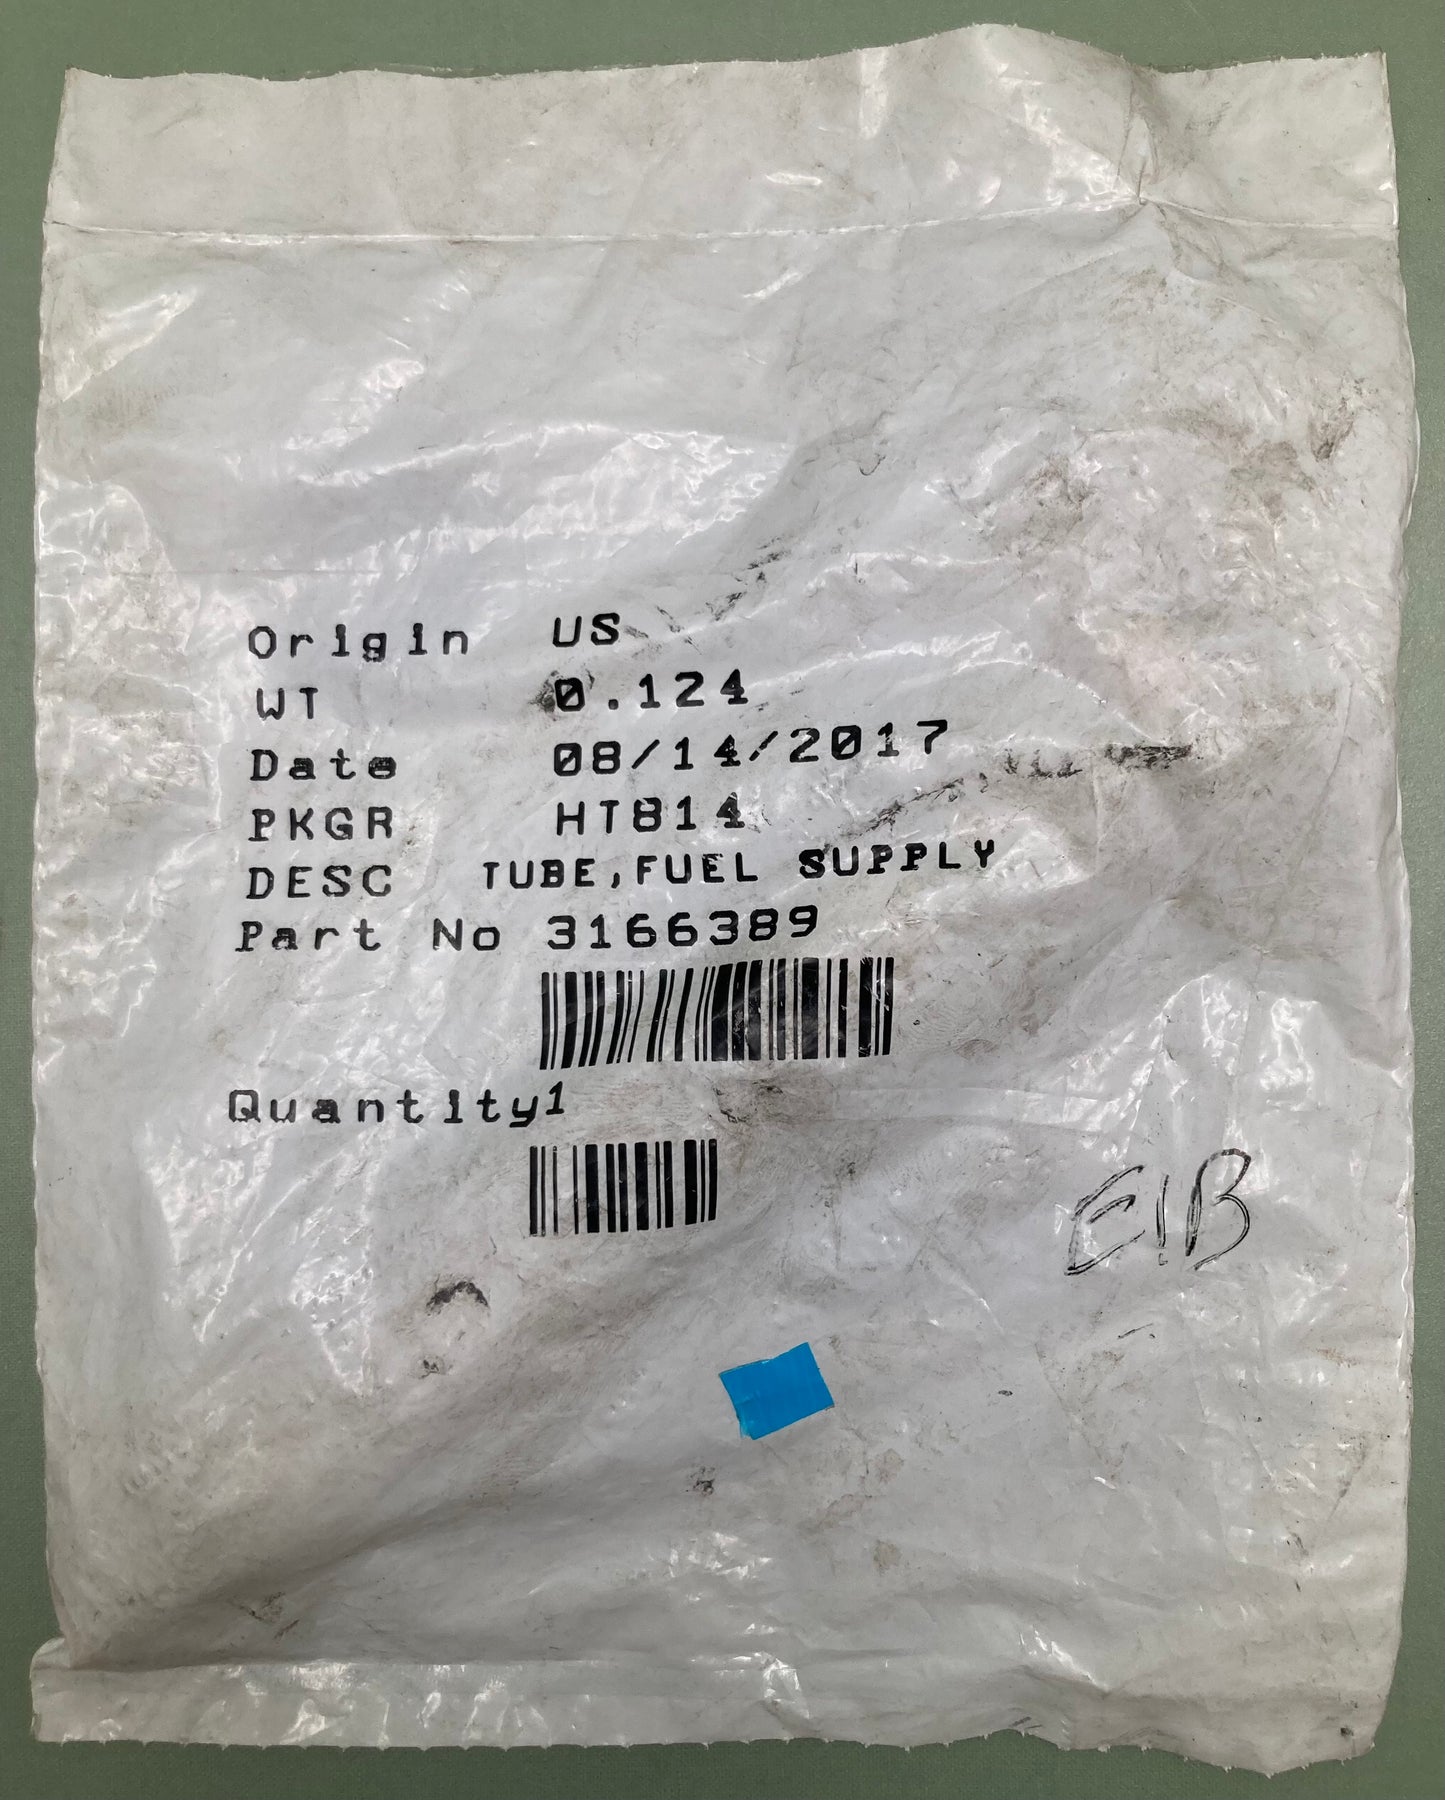 Origin US
WT 0.124
Date 08/14/2017
PKGR HT814
DESC TUBE,FUEL SUPPLY
Part No 3166389
Quantity1
E1B